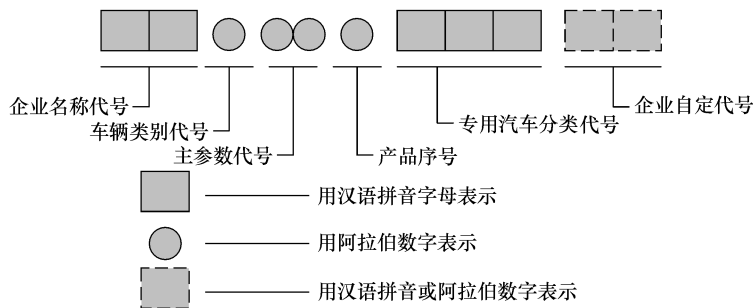 企业名称代号
企业自定代号
车辆类别代号
专用汽车分类代号
主参数代号
产品序号
用汉语拼音字母表示
用阿拉伯数字表示
用汉语拼音或阿拉伯数字表示